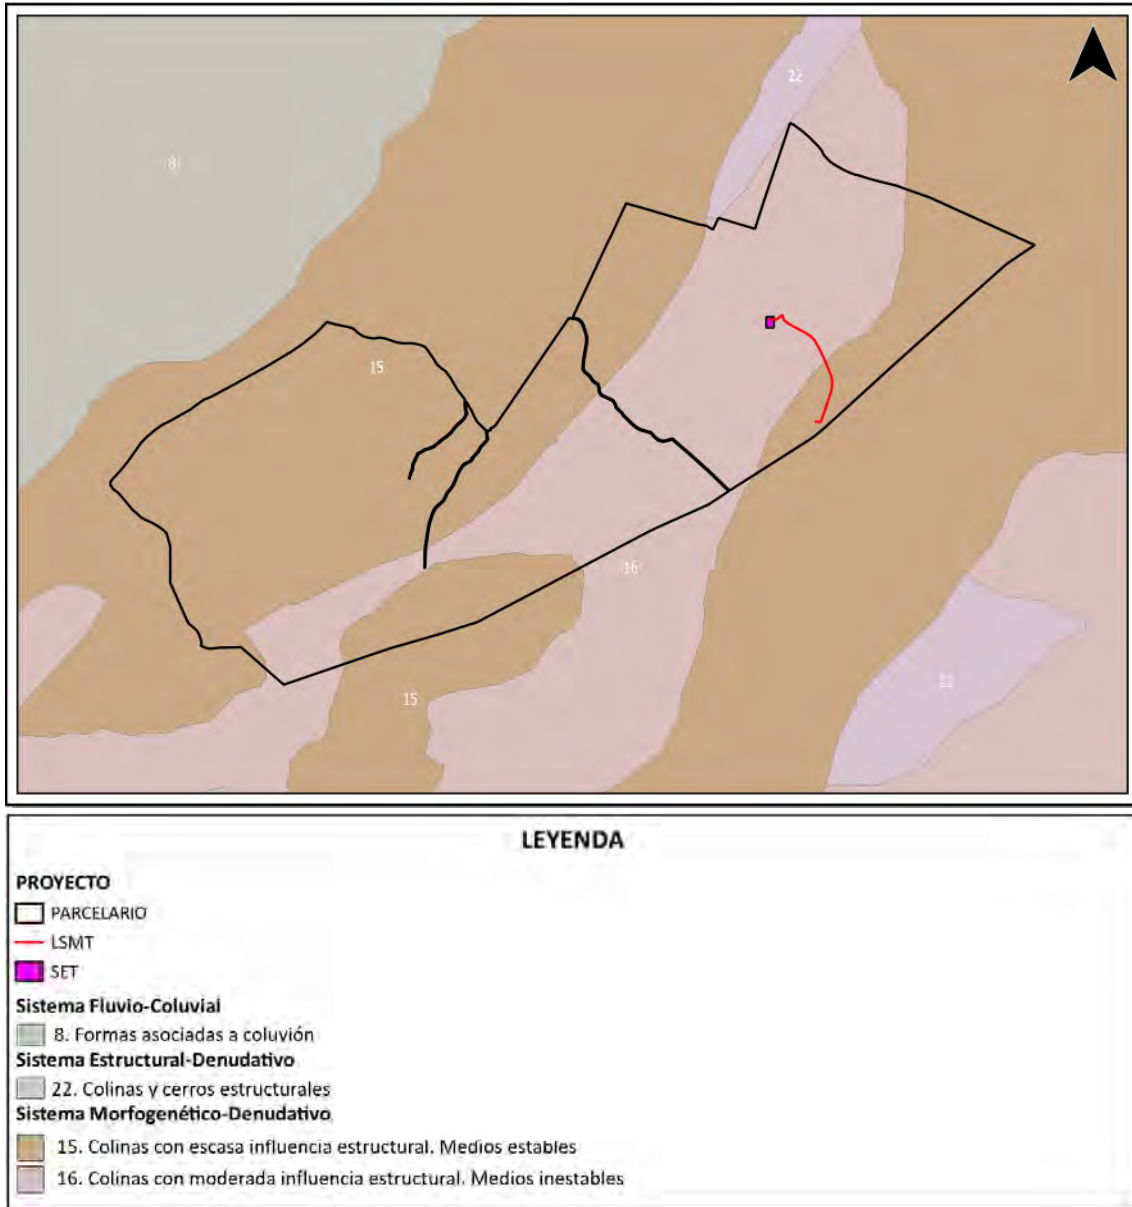 22
8
15
16
22
15
LEYENDA
PROYECTO
PARCELARIO
LSMT
SET
Sistema Fluvio-Coluvial
8. Formas asociadas a coluvión
Sistema Estructural-Denudativo
22. Colinas y cerros estructurales
Sistema Morfogenético-Denudativo
15. Colinas con escasa influencia estructural. Medios estables
16. Colinas con moderada influencia estructural. Medios inestables